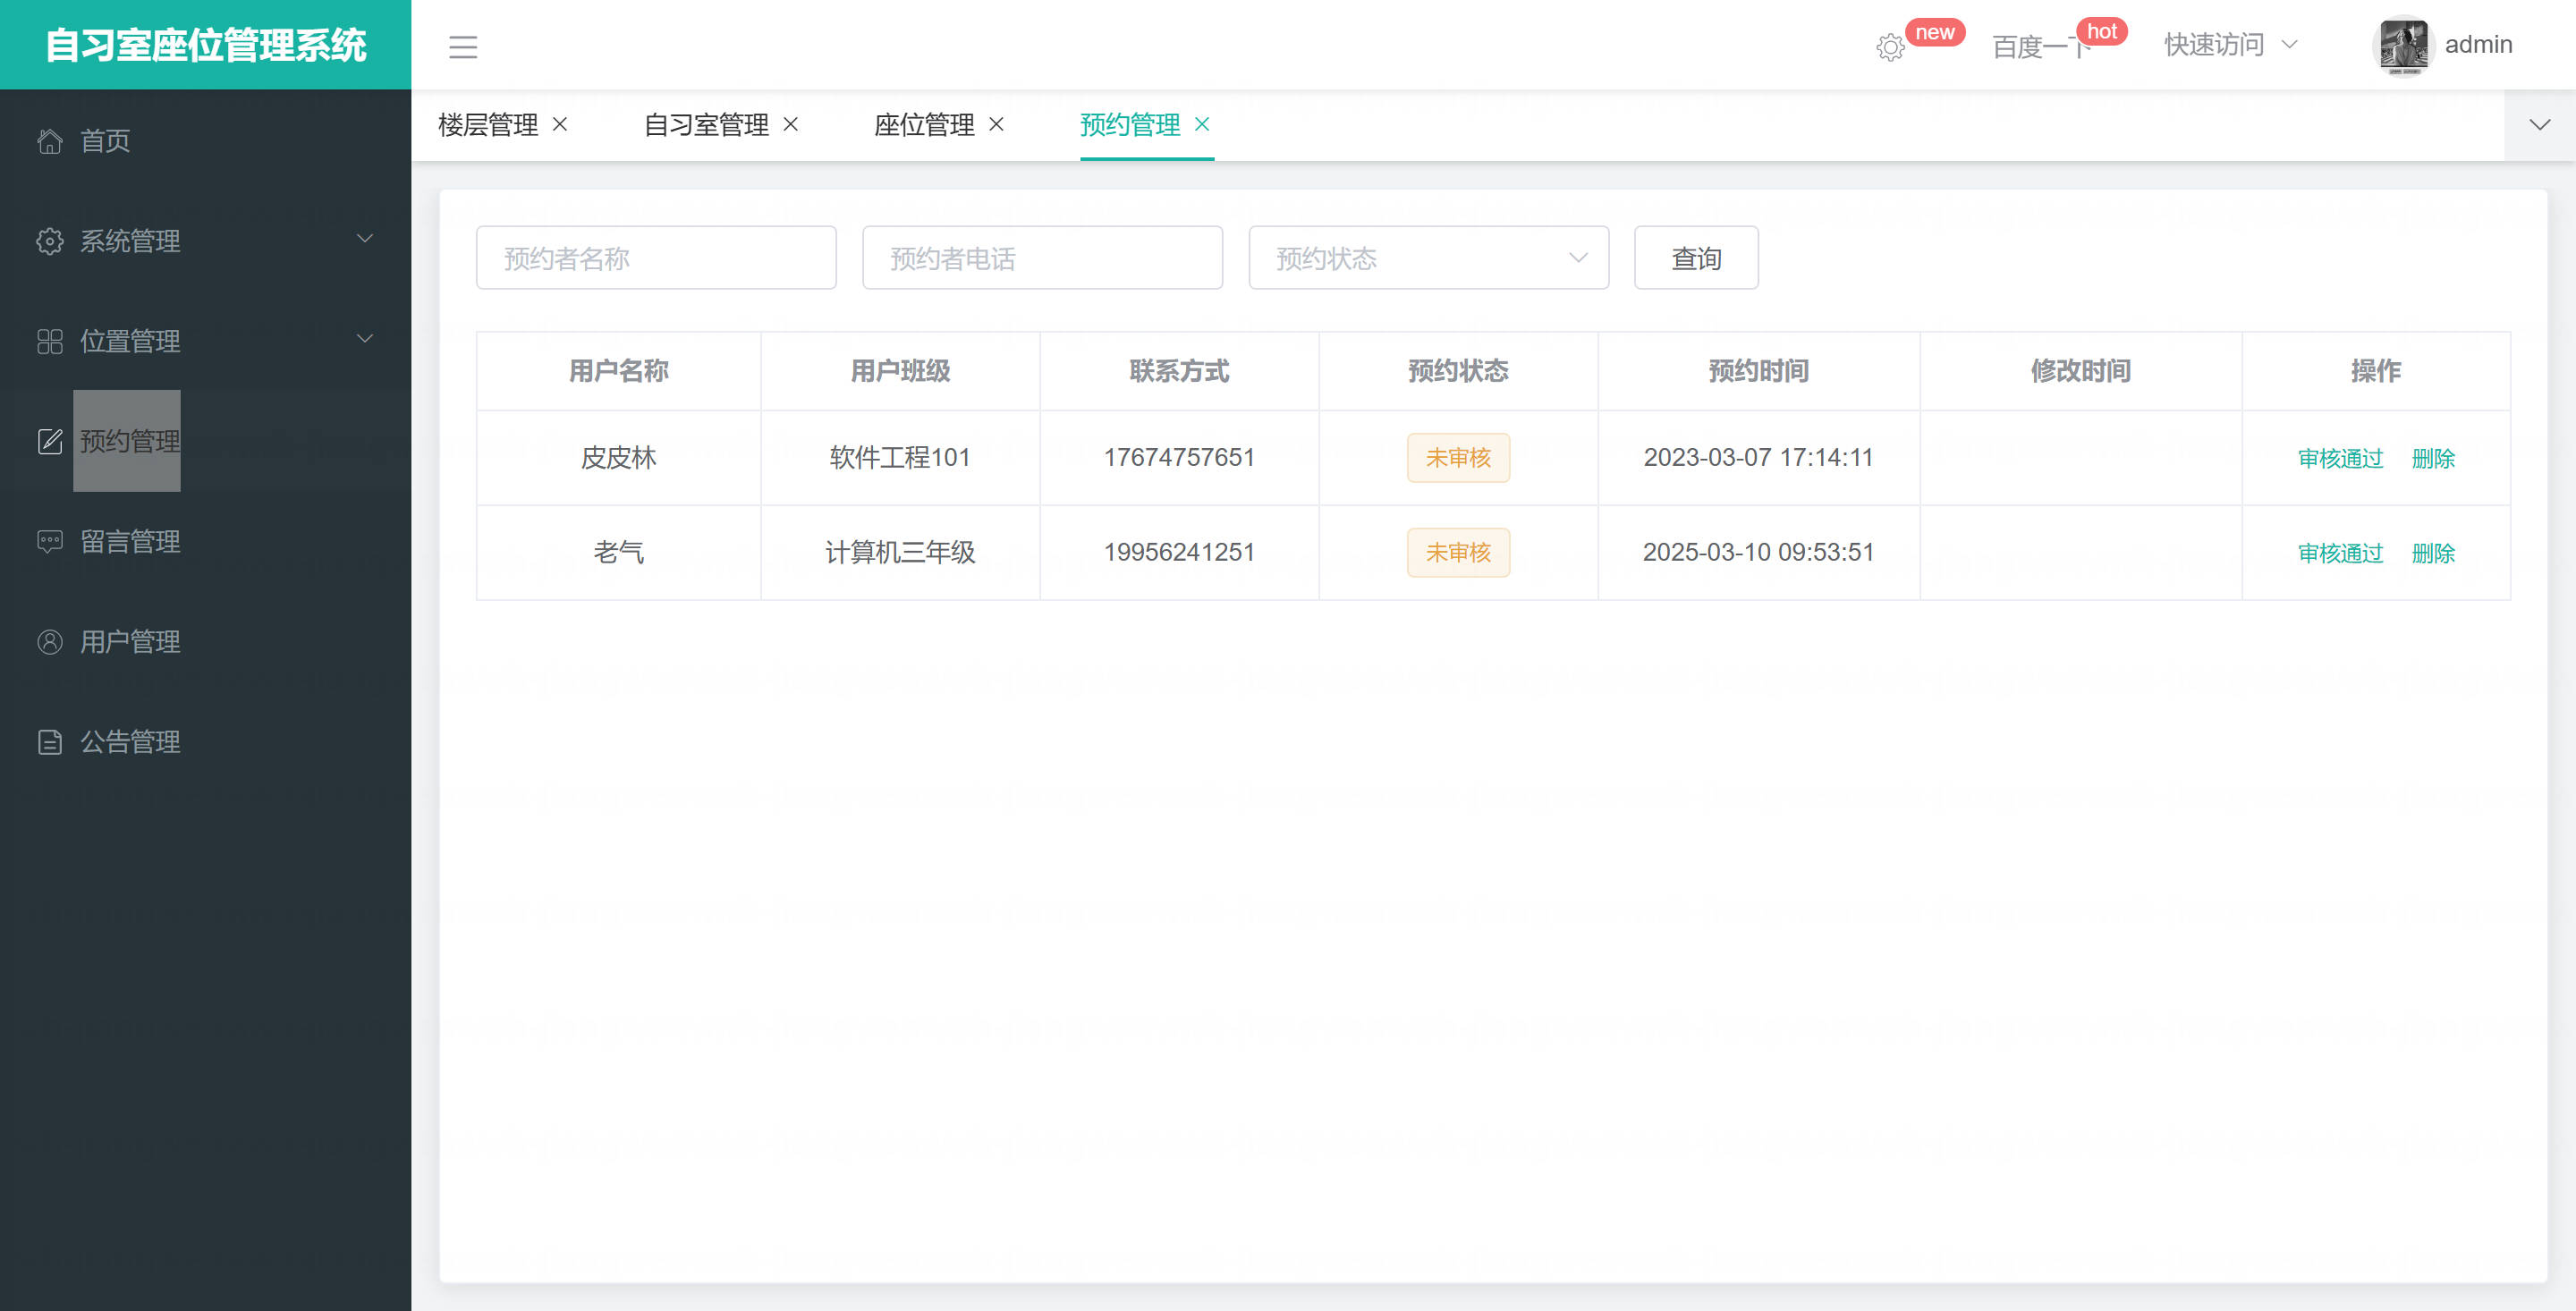 自习室座位管理系统
new
百度一下
hot
快速访问
admin
首页
系统管理
位置管理
预约管理
留言管理
用户管理
公告管理
楼层管理
自习室管理
座位管理
预约管理
预约者名称
预约者电话
预约状态
查询
用户名称 用户班级 联系方式 预约状态 预约时间 修改时间 操作
皮皮林 软件工程101 17674757651 未审核 2023-03-07 17:14:11 审核通过 删除
老气 计算机三年级 19956241251 未审核 2025-03-10 09:53:51 审核通过 删除